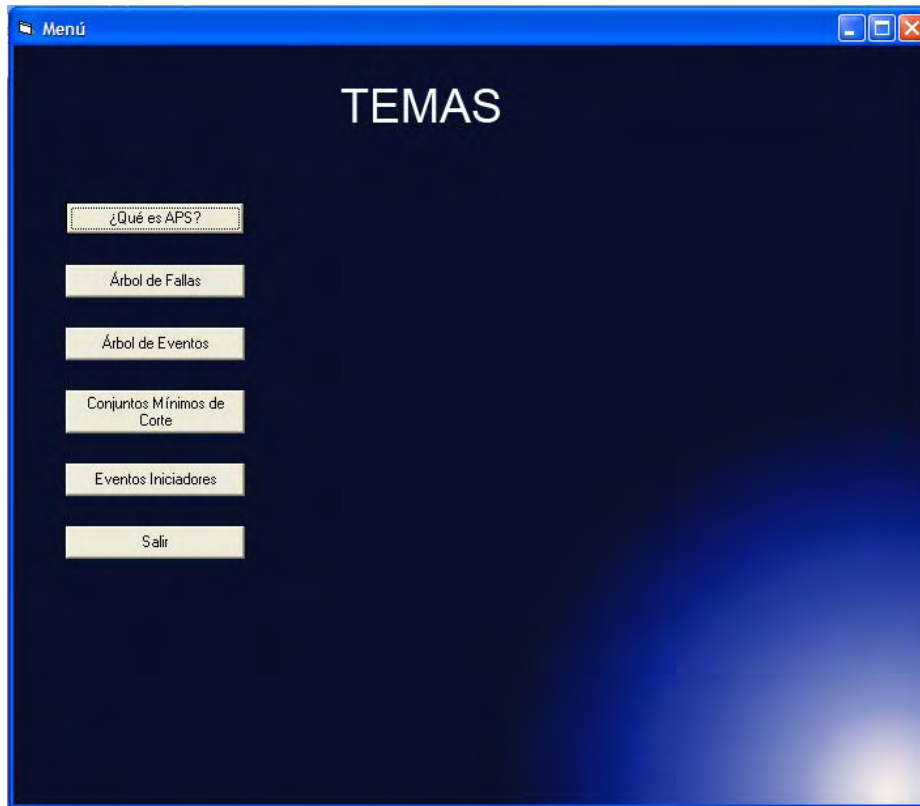 Menú
TEMAS
¿Qué es APS?
Árbol de Fallas
Árbol de Eventos
Conjuntos Mínimos de
Corte
Eventos Iniciadores
Salir